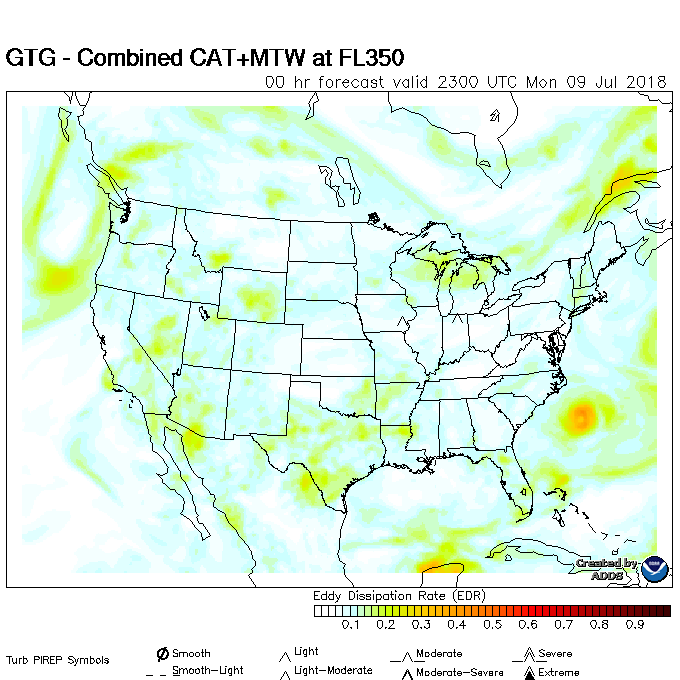 GTG - Combined CAT+MTW at FL350
00 hr forecast valid 2300 UTC Mon 09 Jul 2018
Created by
ADDS
Eddy Dissipation Rate (EDR)
0.1 0.2 0.3 0.4 0.5 0.6 0.7 0.8 0.9
Turb PIREP Symbols
Smooth Light Moderate Severe
Smooth-Light Light-Moderate Moderate-Severe Extreme